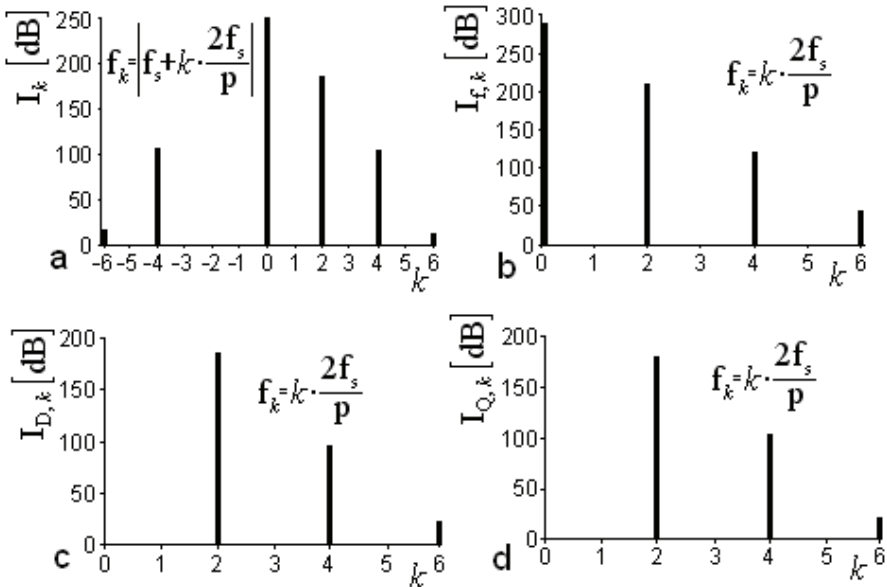 I_k [dB]
250
200
150
100
50
0
f_k=|f_s+k·2f_s/p|
-6 -5 -4 -3 -2 -1 0 1 2 3 4 5 6
k
a
I_f,k [dB]
300
250
200
150
100
50
0
f_k=k·2f_s/p
0 1 2 3 4 5 6
k
b
I_D,k [dB]
200
150
100
50
0
f_k=k·2f_s/p
0 1 2 3 4 5 6
k
c
I_Q,k [dB]
200
150
100
50
0
f_k=k·2f_s/p
0 1 2 3 4 5 6
k
d